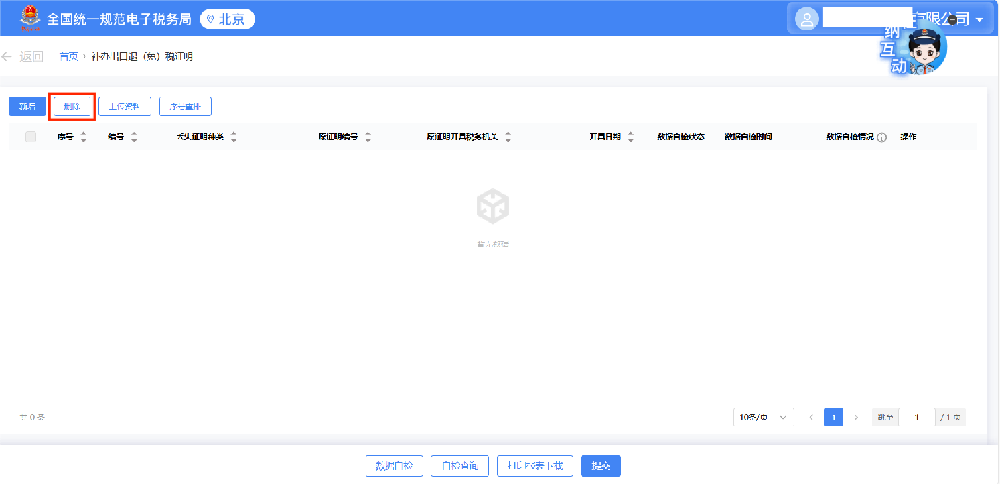 全国统一规范电子税务局 北京
有限公司
纳
互
动
返回 首页 > 补办出口退（免）税证明
新增 删除 上传资料 序号重排
序号 编号 丢失证明种类 原证明编号 原证明开具税务机关 开具日期 数据自检状态 数据自检时间 数据自检情况 操作
暂无数据
共 0 条 10条/页 1 跳至 1 / 1 页
数据自检 自检查询 打印报表下载 提交